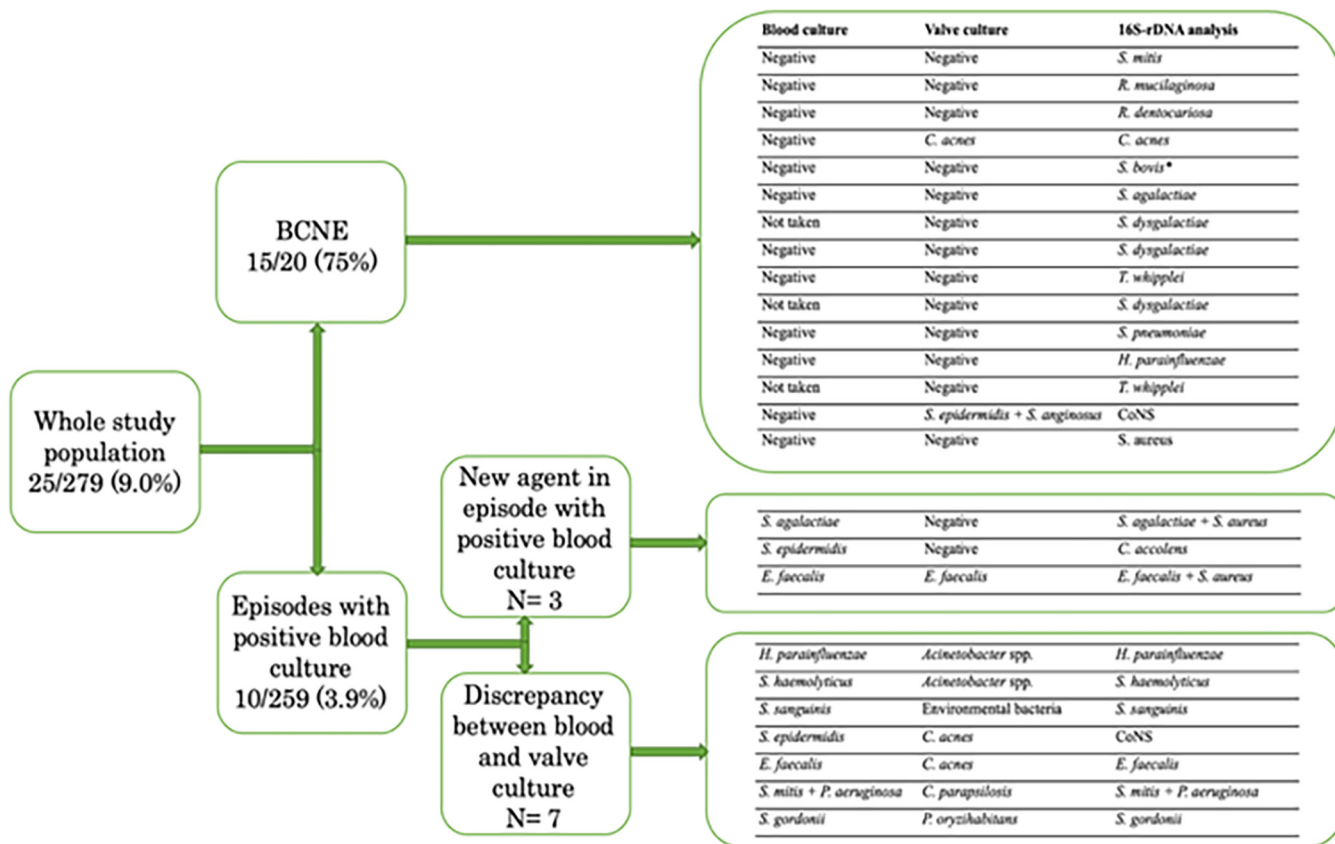 Blood culture Valve culture 16S-rDNA analysis
Negative Negative S. mitis
Negative Negative R. mucilaginosa
Negative Negative R. dentocariosa
Negative C. acnes C. acnes
Negative Negative S. bovis*
Negative Negative S. agalactiae
Not taken Negative S. dysgalactiae
Negative Negative S. dysgalactiae
Negative Negative T. whipplei
Not taken Negative S. dysgalactiae
Negative Negative S. pneumoniae
Negative Negative H. parainfluenzae
Not taken Negative T. whipplei
Negative S. epidermidis + S. anginosus CoNS
Negative Negative S. aureus
BCNE
15/20 (75%)
Whole study
population
25/279 (9.0%)
New agent in
episode with
positive blood
culture
N= 3
S. agalactiae Negative S. agalactiae + S. aureus
S. epidermidis Negative C. accolens
E. faecalis E. faecalis E. faecalis + S. aureus
Episodes with
positive blood
culture
10/259 (3.9%)
Discrepancy
between blood
and valve
culture
N= 7
H. parainfluenzae Acinetobacter spp. H. parainfluenzae
S. haemolyticus Acinetobacter spp. S. haemolyticus
S. sanguinis Environmental bacteria S. sanguinis
S. epidermidis C. acnes CoNS
E. faecalis C. acnes E. faecalis
S. mitis + P. aeruginosa C. parapsilosis S. mitis + P. aeruginosa
S. gordonii P. oryzihabitans S. gordonii